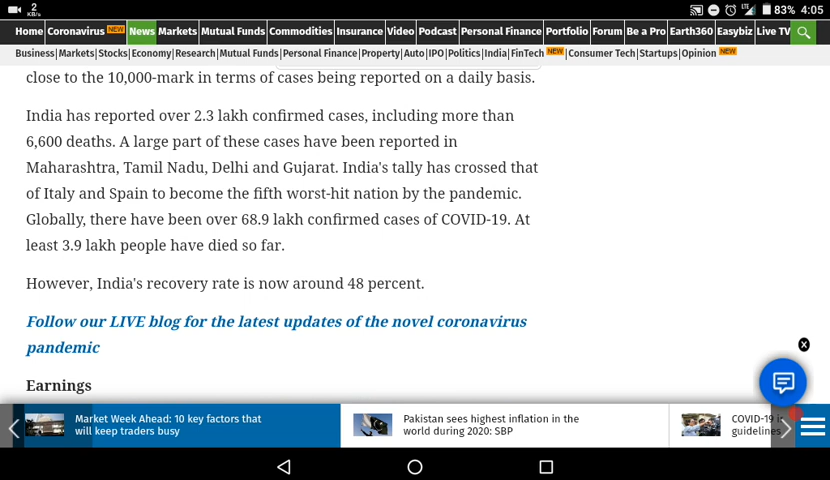 2
KB/s
LTE
83%
4:05
Home Coronavirus NEW News Markets Mutual Funds Commodities Insurance Video Podcast Personal Finance Portfolio Forum Be a Pro Earth360 Easybiz Live TV
Business| Markets| Stocks| Economy| Research| Mutual Funds| Personal Finance| Property| Auto| IPO| Politics| India| FinTech NEW | Consumer Tech| Startups| Opinion NEW
close to the 10,000-mark in terms of cases being reported on a daily basis.
India has reported over 2.3 lakh confirmed cases, including more than
6,600 deaths. A large part of these cases have been reported in
Maharashtra, Tamil Nadu, Delhi and Gujarat. India's tally has crossed that
of Italy and Spain to become the fifth worst-hit nation by the pandemic.
Globally, there have been over 68.9 lakh confirmed cases of COVID-19. At
least 3.9 lakh people have died so far.
However, India's recovery rate is now around 48 percent.
Follow our LIVE blog for the latest updates of the novel coronavirus
pandemic
Earnings
Market Week Ahead: 10 key factors that
will keep traders busy
Pakistan sees highest inflation in the
world during 2020: SBP
COVID-19
guidelines